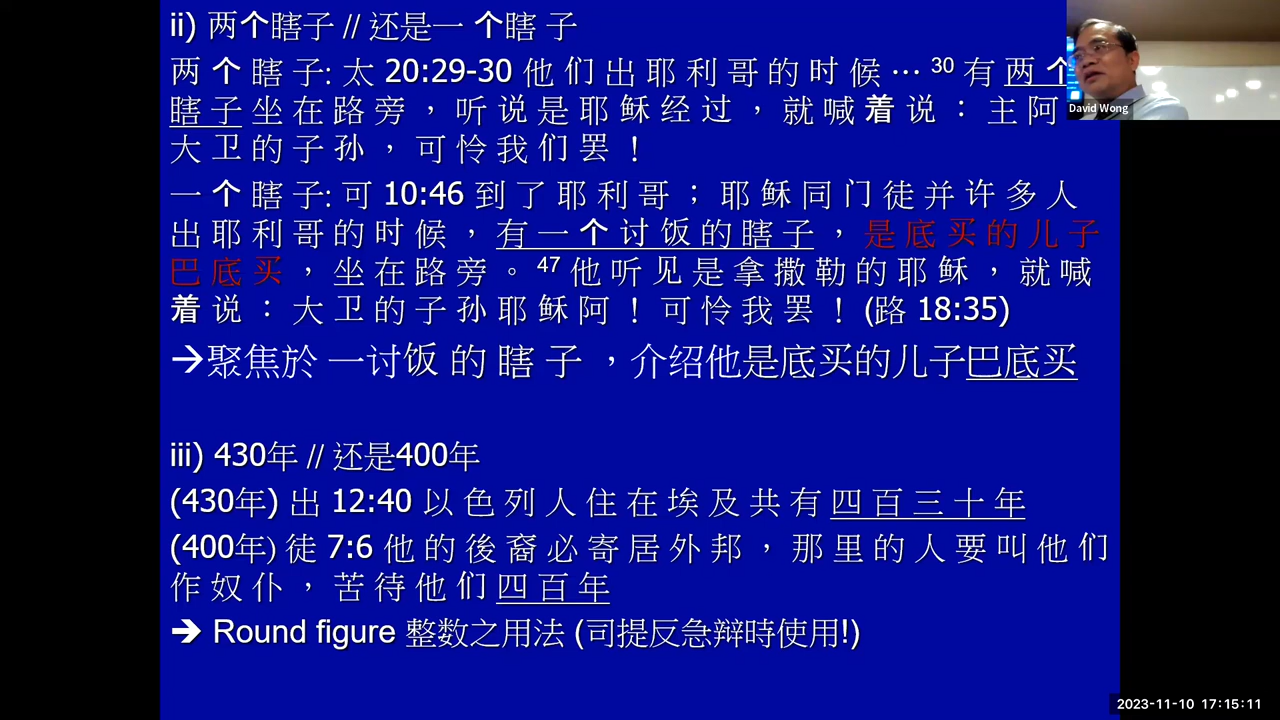 ii) 两个瞎子 // 还是一个瞎子
两个瞎子: 太 20:29-30 他们出耶利哥的时候…30 有两个
瞎子坐在路旁，听说是耶稣经过，就喊着说：主阿
大卫的子孙，可怜我们罢！
一个瞎子: 可 10:46 到了耶利哥；耶稣同门徒并许多人
出耶利哥的时候，有一个讨饭的瞎子，是底买的儿子
巴底买，坐在路旁。47 他听见是拿撒勒的耶稣，就喊
着说：大卫的子孙耶稣阿！可怜我罢！(路 18:35)
→聚焦於一讨饭的瞎子，介绍他是底买的儿子巴底买
iii) 430年 // 还是400年
(430年) 出 12:40 以色列人住在埃及共有四百三十年
(400年) 徒 7:6 他的後裔必寄居外邦，那里的人要叫他们
作奴仆，苦待他们四百年
➔ Round figure 整数之用法 (司提反急辩時使用!)
David Wong
2023-11-10 17:15:11